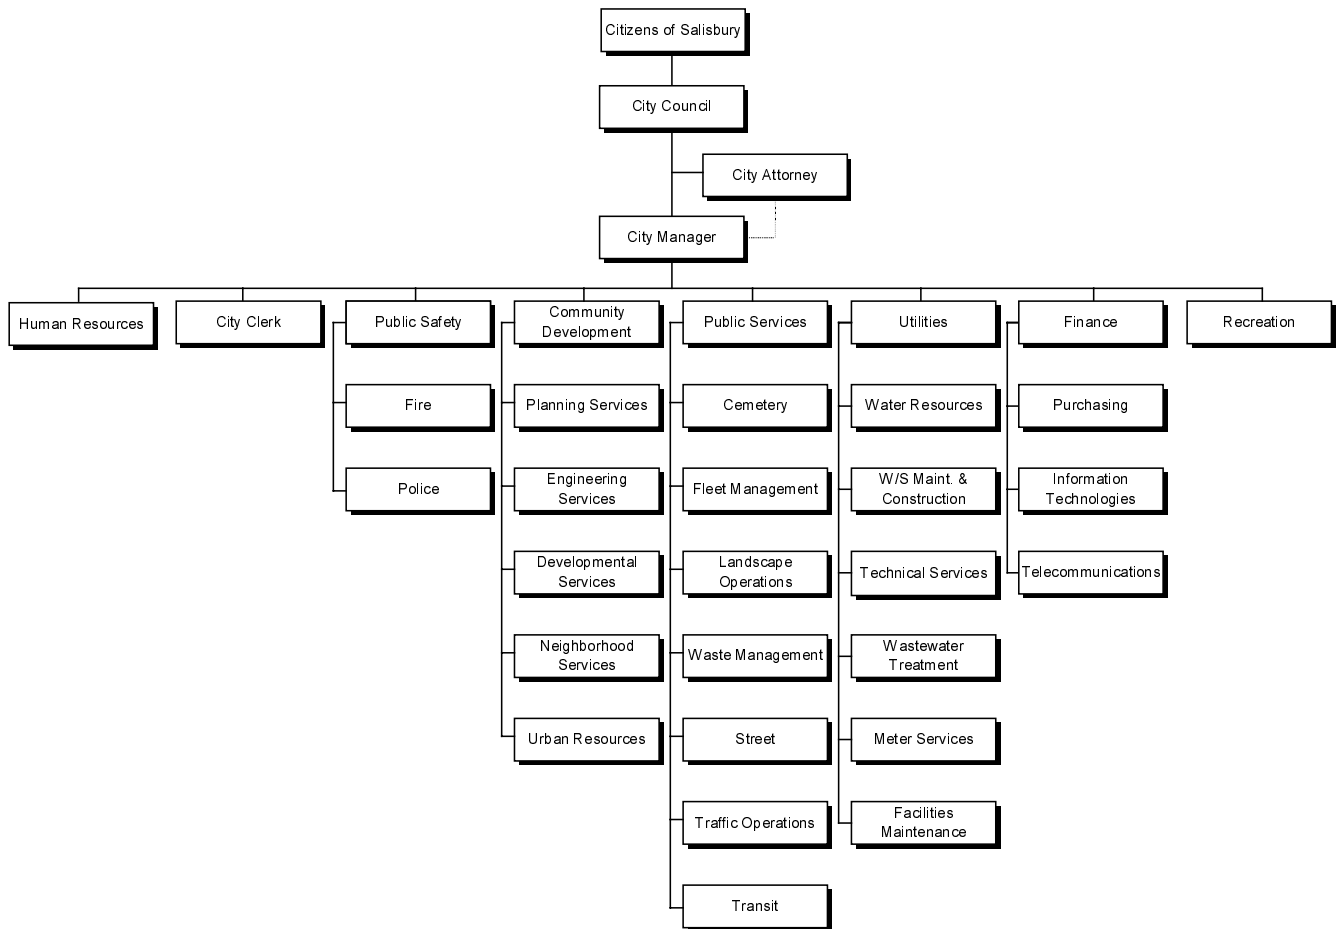 Citizens of Salisbury
City Council
City Attorney
City Manager
Human Resources
City Clerk
Public Safety
Community
Development
Public Services
Utilities
Finance
Recreation
Fire
Planning Services
Cemetery
Water Resources
Purchasing
Police
Engineering
Services
Fleet Management
W/S Maint. &
Construction
Information
Technologies
Developmental
Services
Landscape
Operations
Technical Services
Telecommunications
Neighborhood
Services
Waste Management
Wastewater
Treatment
Urban Resources
Street
Meter Services
Traffic Operations
Facilities
Maintenance
Transit